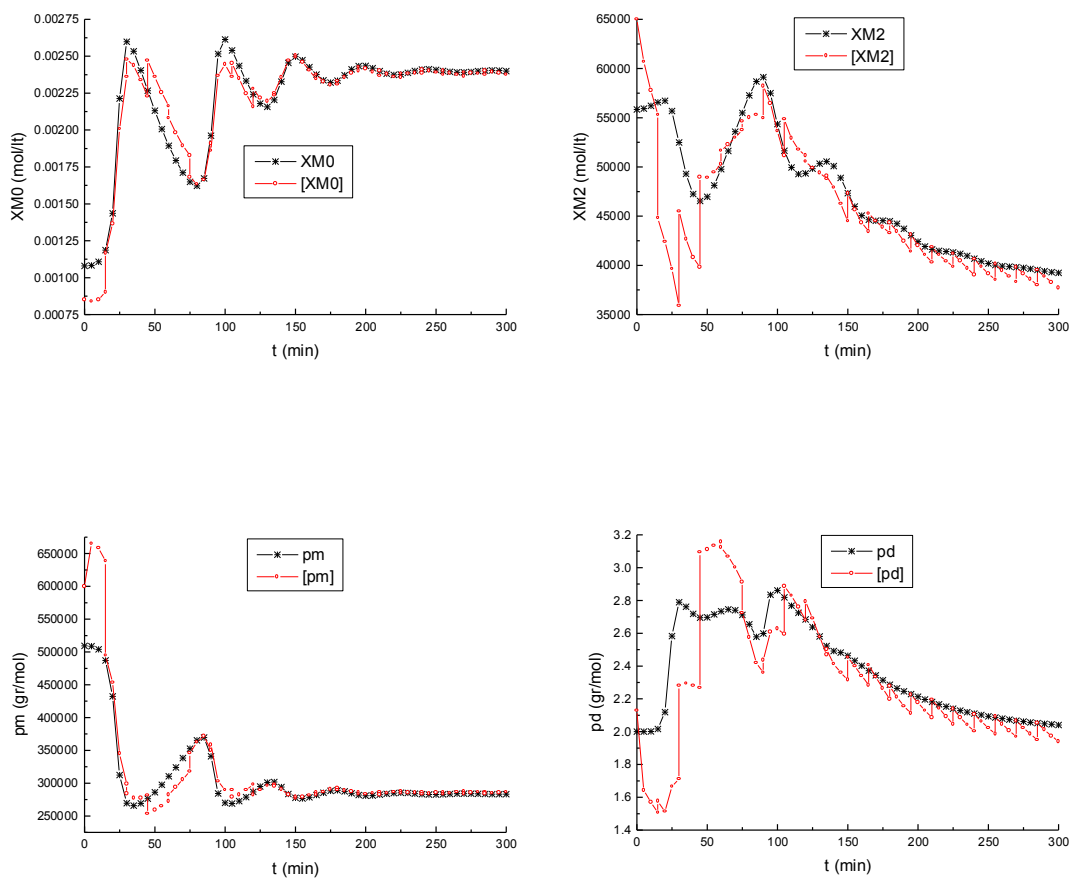 0.00275
0.00250
0.00225
0.00200
0.00175
0.00150
0.00125
0.00100
0.00075
XM0 (mol/lt)
XM0
[XM0]
0 50 100 150 200 250 300
t (min)
65000
60000
55000
50000
45000
40000
35000
XM2 (mol/lt)
XM2
[XM2]
0 50 100 150 200 250 300
t (min)
650000
600000
550000
500000
450000
400000
350000
300000
250000
pm (gr/mol)
pm
[pm]
0 50 100 150 200 250 300
t (min)
3.2
3.0
2.8
2.6
2.4
2.2
2.0
1.8
1.6
1.4
pd (gr/mol)
pd
[pd]
0 50 100 150 200 250 300
t (min)